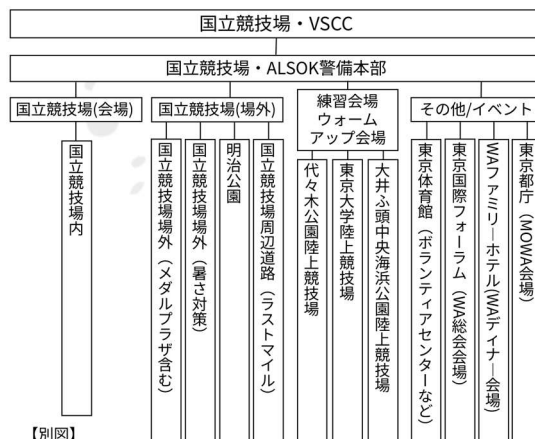 国立競技場・VSCC
国立競技場・ALSOK警備本部
国立競技場(会場)
国立競技場(場外)
練習会場
ウォーム
アップ会場
その他/イベント
国立競技場内
国立競技場場外（メダルプラザ含む）
国立競技場場外（暑さ対策）
明治公園
国立競技場周辺道路（ラストマイル）
代々木公園陸上競技場
東京大学陸上競技場
大井ふ頭中央海浜公園陸上競技場
東京体育館（ボランティアセンターなど）
東京国際フォーラム（WA総会会場）
WAファミリーホテル(WAディナー会場)
東京都庁（MOWA会場）
【別図】